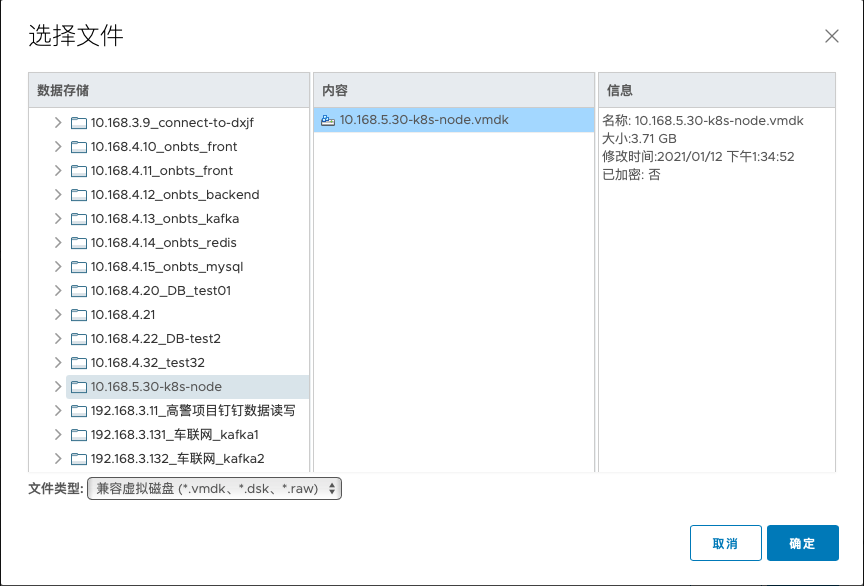 选择文件
数据存储
10.168.3.9_connect-to-dxjf
10.168.4.10_onbts_front
10.168.4.11_onbts_front
10.168.4.12_onbts_backend
10.168.4.13_onbts_kafka
10.168.4.14_onbts_redis
10.168.4.15_onbts_mysql
10.168.4.20_DB_test01
10.168.4.21
10.168.4.22_DB-test2
10.168.4.32_test32
10.168.5.30-k8s-node
192.168.3.11_高警项目钉钉数据读写
192.168.3.131_车联网_kafka1
192.168.3.132_车联网_kafka2
内容
10.168.5.30-k8s-node.vmdk
信息
名称: 10.168.5.30-k8s-node.vmdk
大小:3.71 GB
修改时间:2021/01/12 下午1:34:52
已加密: 否
文件类型: 兼容虚拟磁盘 (*.vmdk、*.dsk、*.raw)
取消 确定